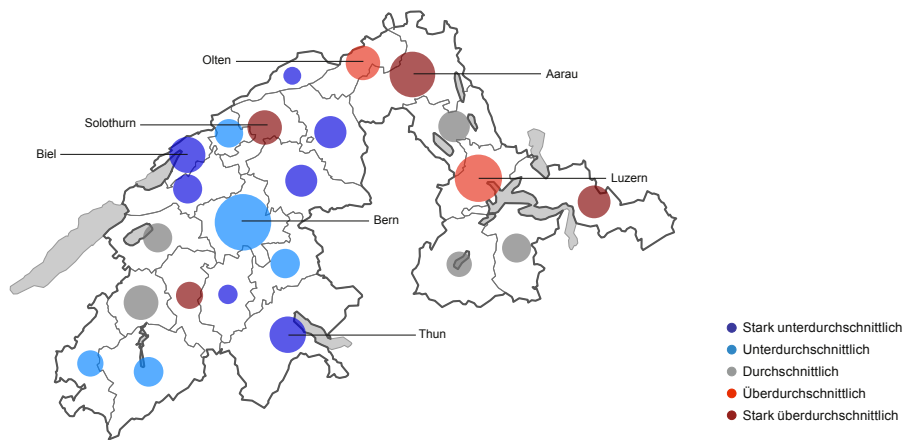 Olten
Aarau
Solothurn
Biel
Luzern
Bern
Thun
Stark unterdurchschnittlich
Unterdurchschnittlich
Durchschnittlich
Überdurchschnittlich
Stark überdurchschnittlich